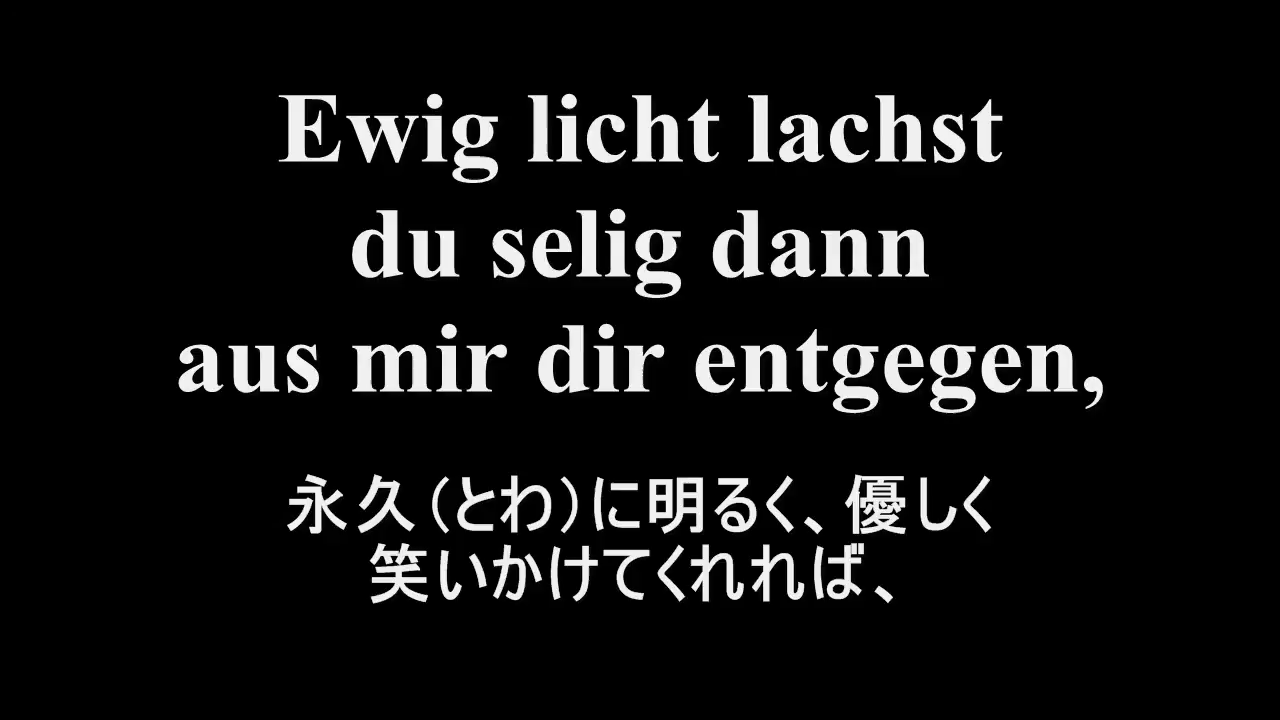 Ewig licht lachst
du selig dann
aus mir dir entgegen,
永久(とわ)に明るく、優しく
笑いかけてくれれば、